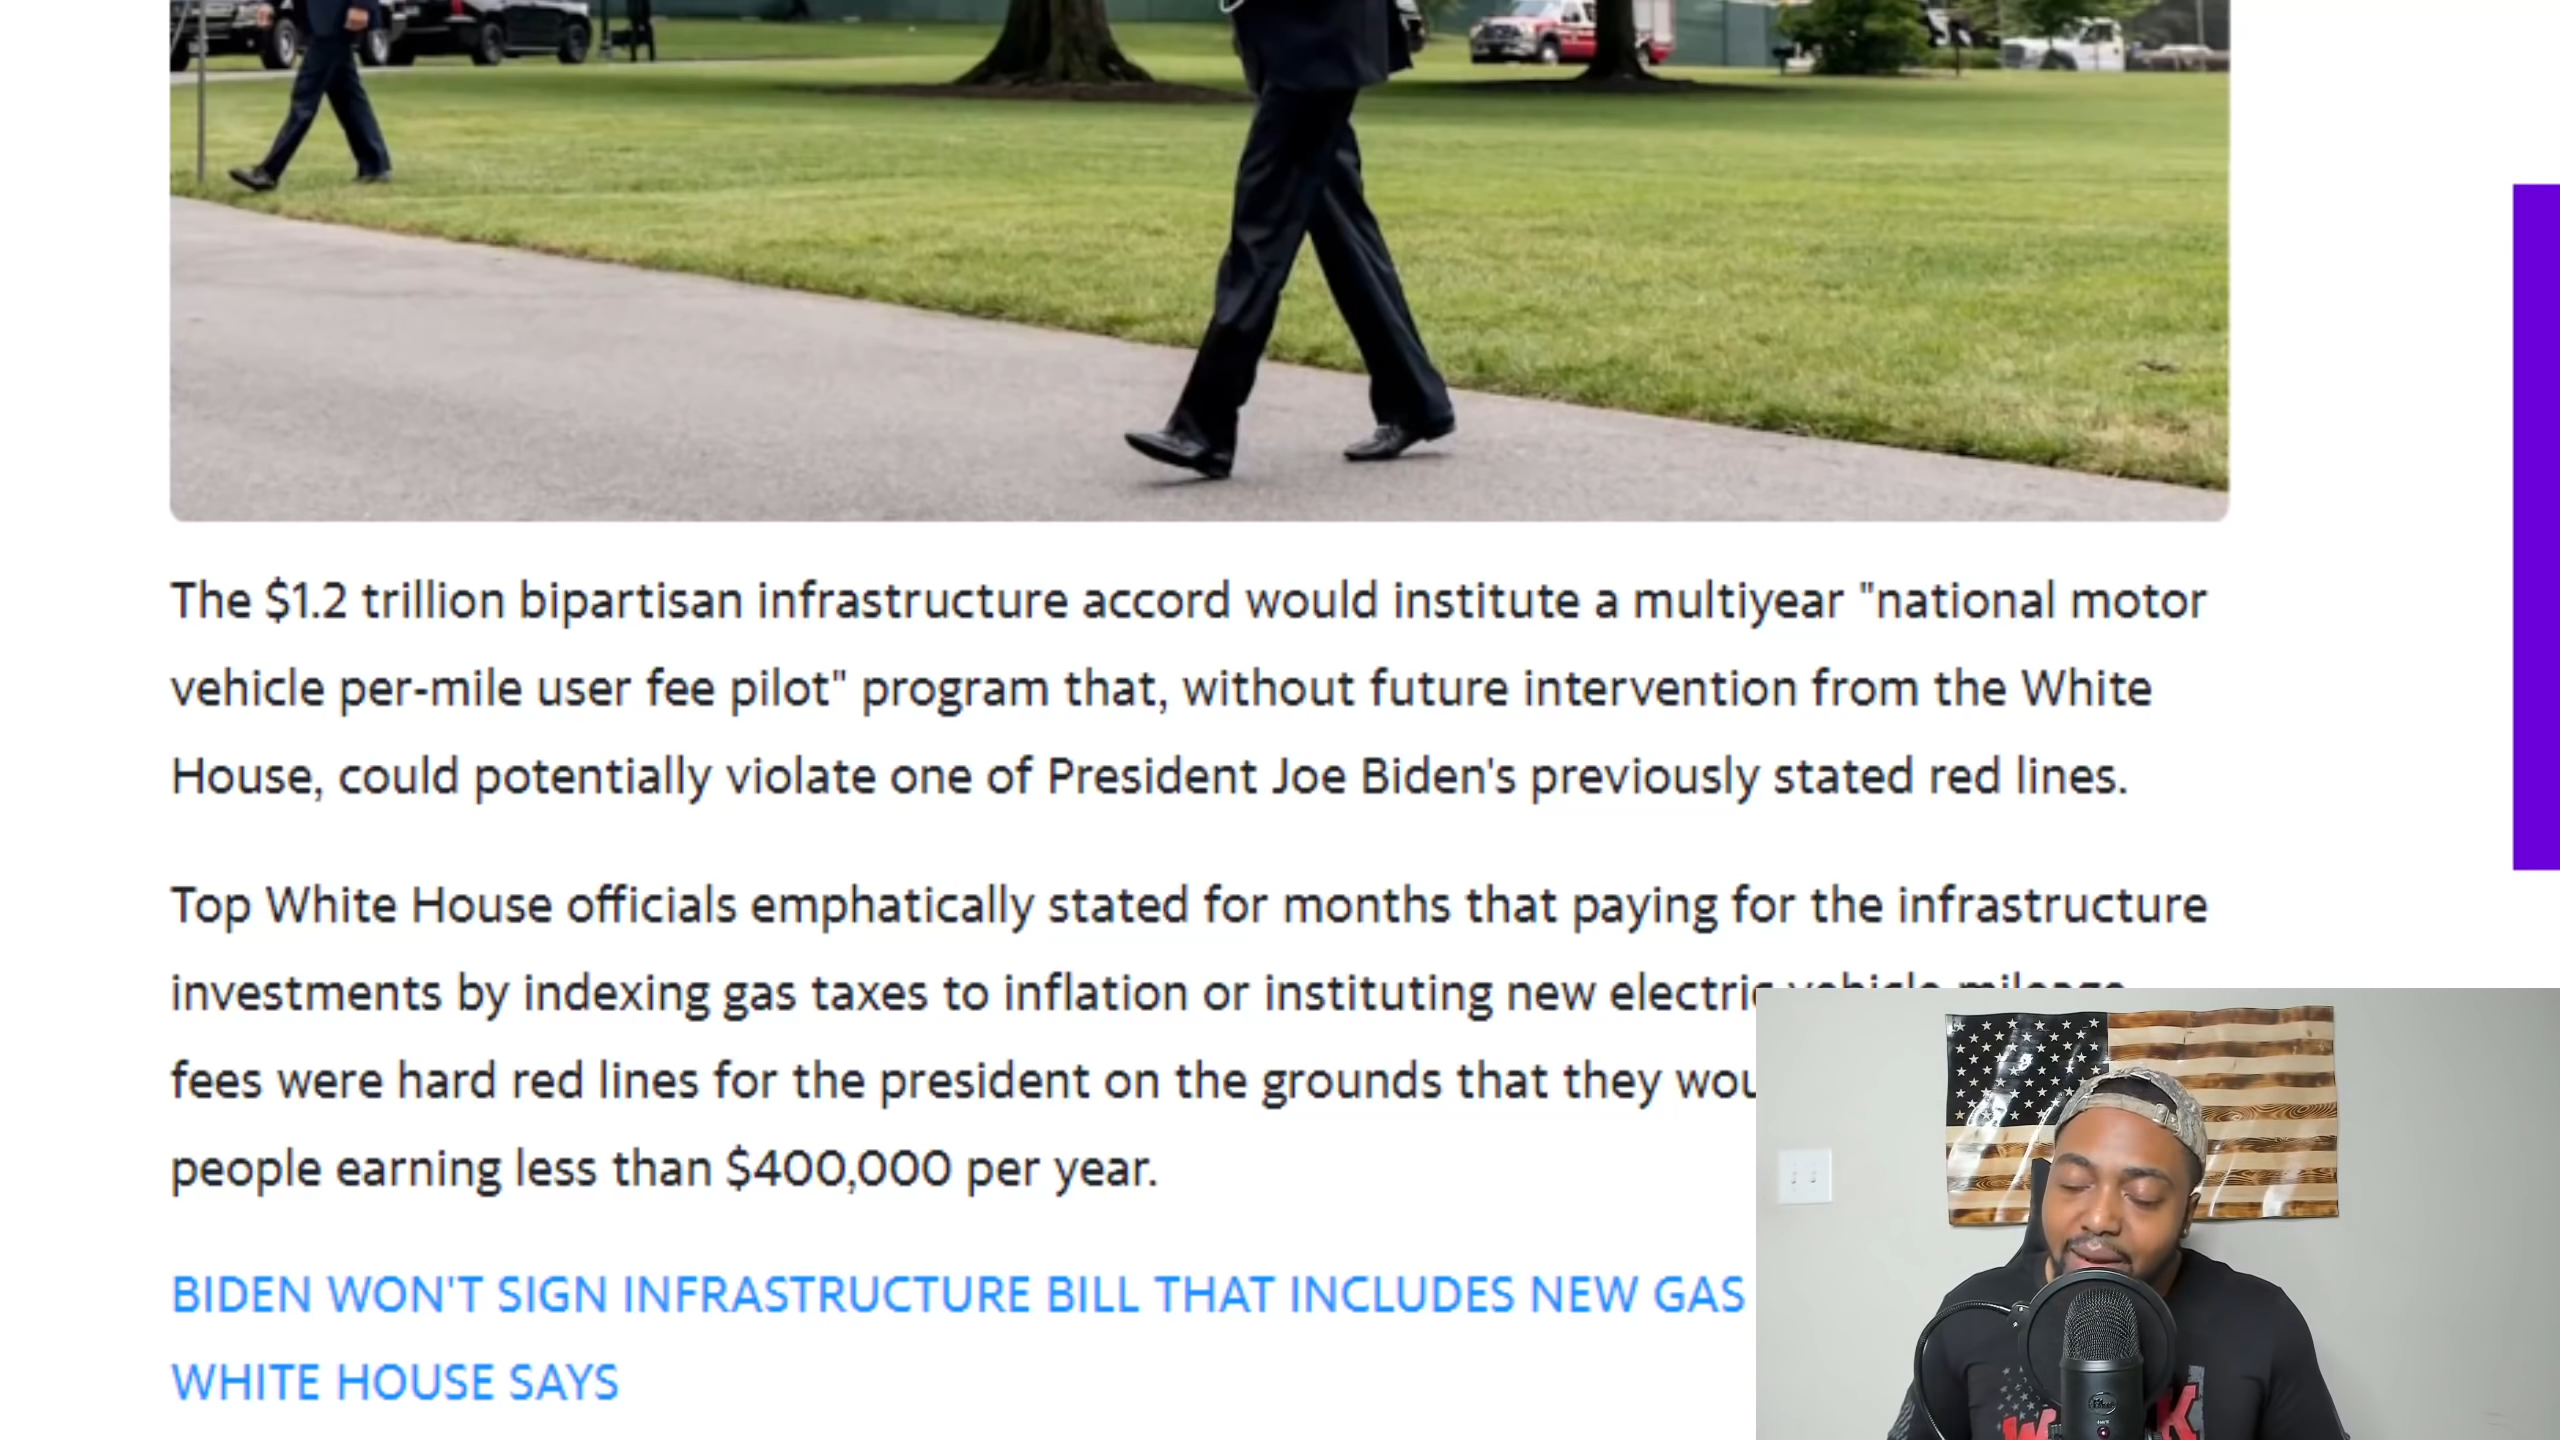 The $1.2 trillion bipartisan infrastructure accord would institute a multiyear "national motor
vehicle per-mile user fee pilot" program that, without future intervention from the White
House, could potentially violate one of President Joe Biden's previously stated red lines.
Top White House officials emphatically stated for months that paying for the infrastructure
investments by indexing gas taxes to inflation or instituting new electric vehicle mileage
fees were hard red lines for the president on the grounds that they
people earning less than $400,000 per year.
BIDEN WON'T SIGN INFRASTRUCTURE BILL THAT INCLUDES NEW GAS
WHITE HOUSE SAYS